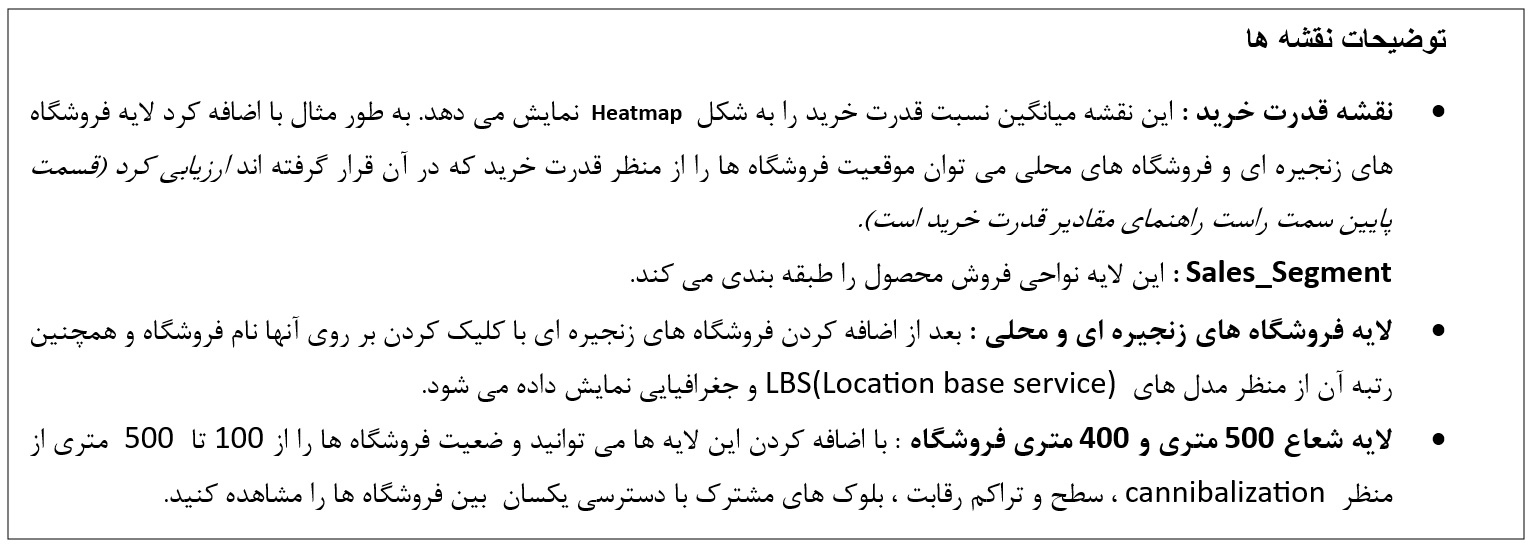 توضیحات نقشه ها
• نقشه قدرت خرید : این نقشه میانگین نسبت قدرت خرید را به شکل Heatmap نمایش می دهد. به طور مثال با اضافه کرد لایه فروشگاه
های زنجیره ای و فروشگاه های محلی می توان موقعیت فروشگاه ها را از منظر قدرت خرید که در آن قرار گرفته اند ارزیابی کرد (قسمت
پایین سمت راست راهنمای مقادیر قدرت خرید است).
Sales_Segment : این لایه نواحی فروش محصول را طبقه بندی می کند.
• لایه فروشگاه های زنجیره ای و محلی : بعد از اضافه کردن فروشگاه های زنجیره ای با کلیک کردن بر روی آنها نام فروشگاه و همچنین
رتبه آن از منظر مدل های LBS(Location base service) و جغرافیایی نمایش داده می شود.
• لایه شعاع 500 متری و 400 متری فروشگاه : با اضافه کردن این لایه ها می توانید و ضعیت فروشگاه ها را از 100 تا 500 متری از
منظر cannibalization ، سطح و تراکم رقابت ، بلوک های مشترک با دسترسی یکسان بین فروشگاه ها را مشاهده کنید.